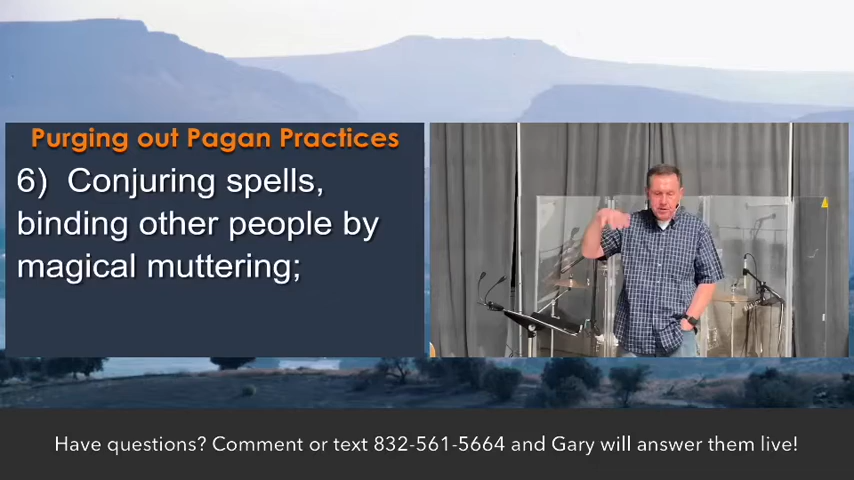 Purging out Pagan Practices
6) Conjuring spells,
binding other people by
magical muttering;
Have questions? Comment or text 832-561-5664 and Gary will answer them live!